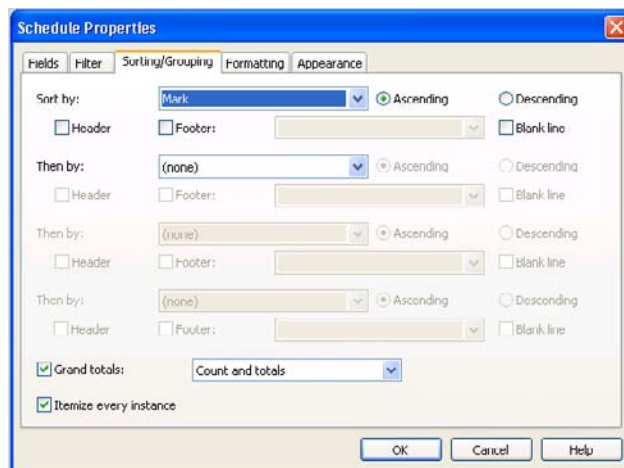 Schedule Properties
Fields Filter Sorting/Grouping Formatting Appearance
Sort by: Mark Ascending Descending
Header Footer: Blank line
Then by: (none) Ascending Descending
Header Footer: Blank line
Then by: (none) Ascending Descending
Header Footer: Blank line
Then by: (none) Ascending Descending
Header Footer: Blank line
Grand totals: Count and totals
Itemize every instance
OK Cancel Help